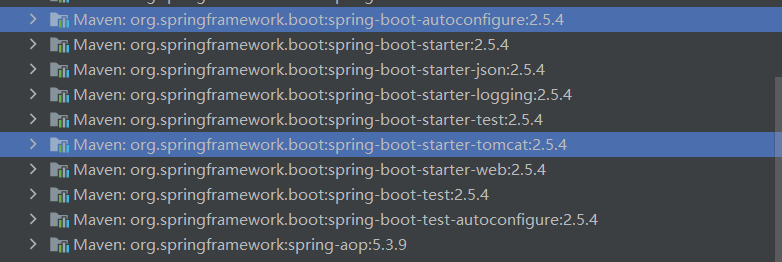 Maven: org.springframework.boot:spring-boot-autoconfigure:2.5.4
Maven: org.springframework.boot:spring-boot-starter:2.5.4
Maven: org.springframework.boot:spring-boot-starter-json:2.5.4
Maven: org.springframework.boot:spring-boot-starter-logging:2.5.4
Maven: org.springframework.boot:spring-boot-starter-test:2.5.4
Maven: org.springframework.boot:spring-boot-starter-tomcat:2.5.4
Maven: org.springframework.boot:spring-boot-starter-web:2.5.4
Maven: org.springframework.boot:spring-boot-test:2.5.4
Maven: org.springframework.boot:spring-boot-test-autoconfigure:2.5.4
Maven: org.springframework:spring-aop:5.3.9